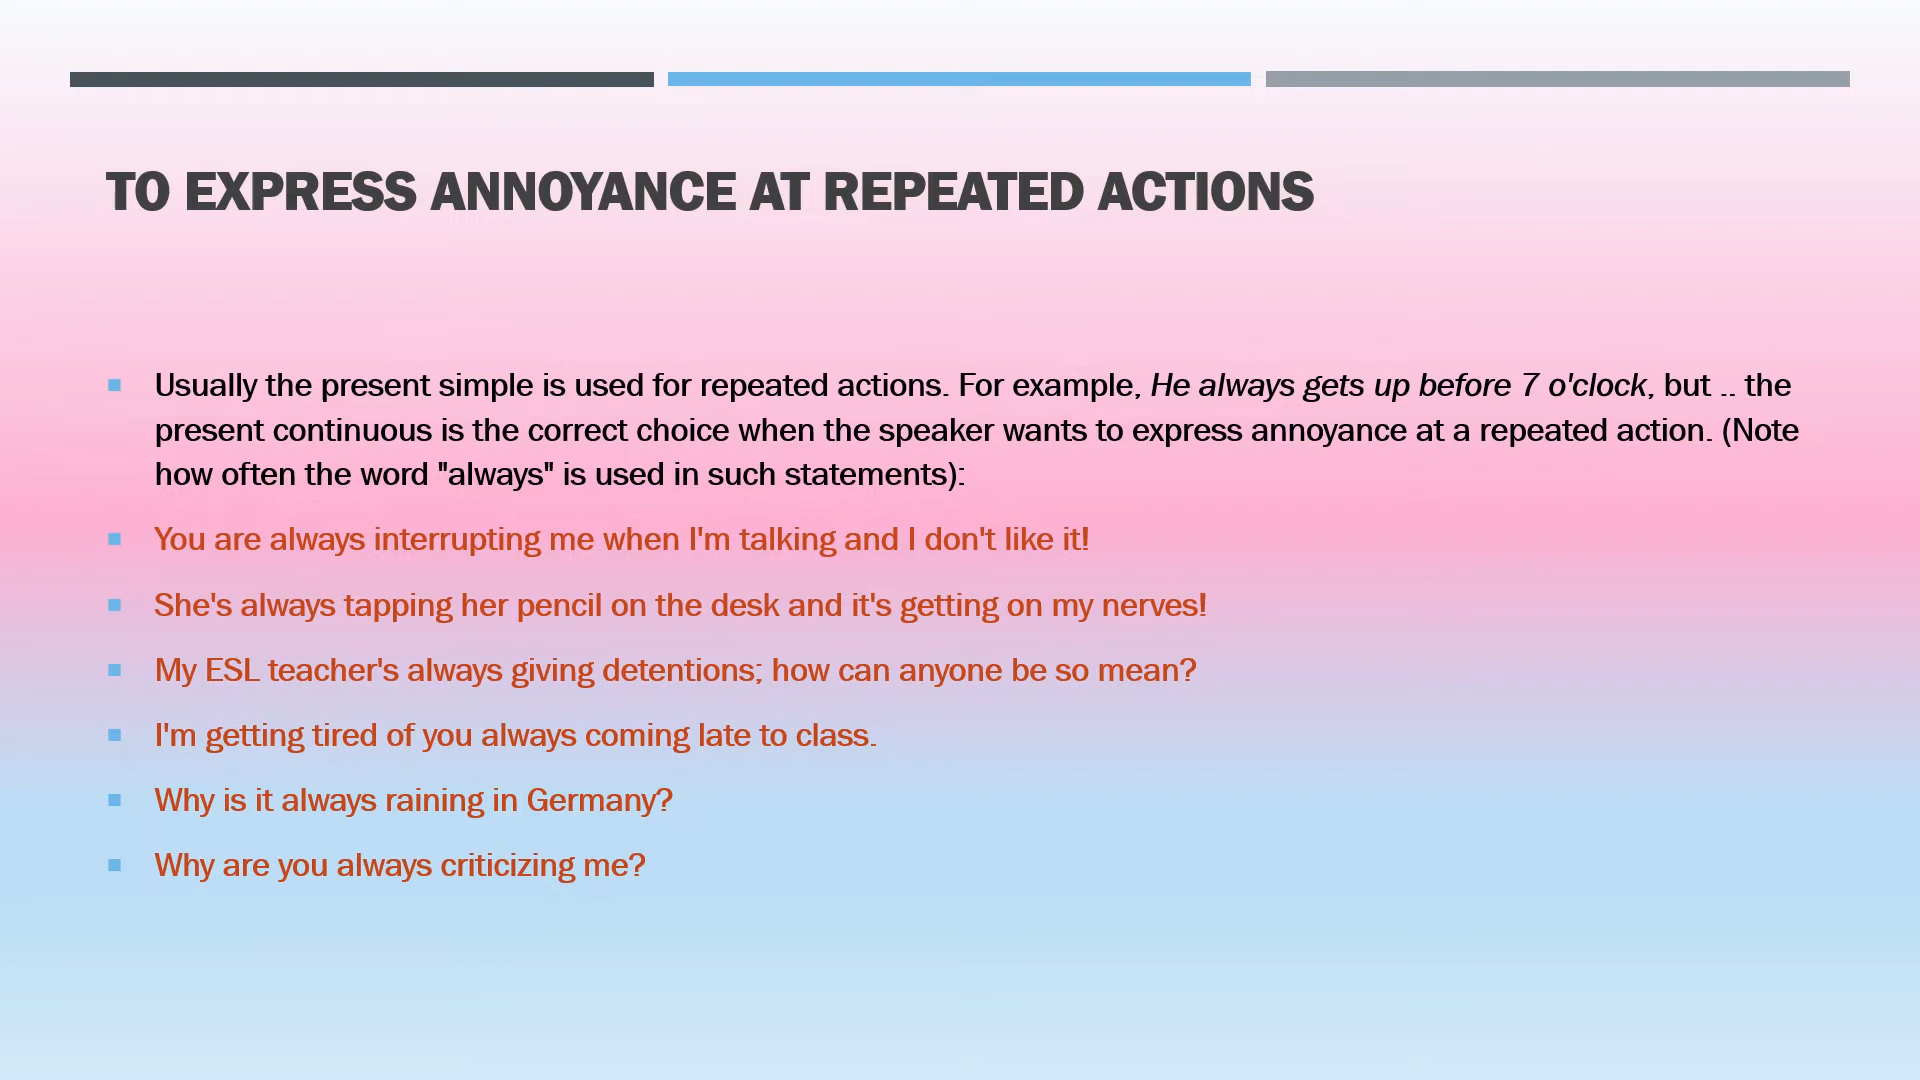 TO EXPRESS ANNOYANCE AT REPEATED ACTIONS
Usually the present simple is used for repeated actions. For example, He always gets up before 7 o'clock, but .. the
present continuous is the correct choice when the speaker wants to express annoyance at a repeated action. (Note
how often the word "always" is used in such statements):
You are always interrupting me when I'm talking and I don't like it!
She's always tapping her pencil on the desk and it's getting on my nerves!
My ESL teacher's always giving detentions; how can anyone be so mean?
I'm getting tired of you always coming late to class.
Why is it always raining in Germany?
Why are you always criticizing me?